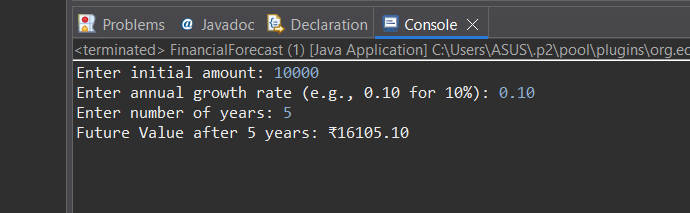 Problems @ Javadoc Declaration Console
<terminated> FinancialForecast (1) [Java Application] C:\Users\ASUS\.p2\pool\plugins\org.ec
Enter initial amount: 10000
Enter annual growth rate (e.g., 0.10 for 10%): 0.10
Enter number of years: 5
Future Value after 5 years: ₹16105.10